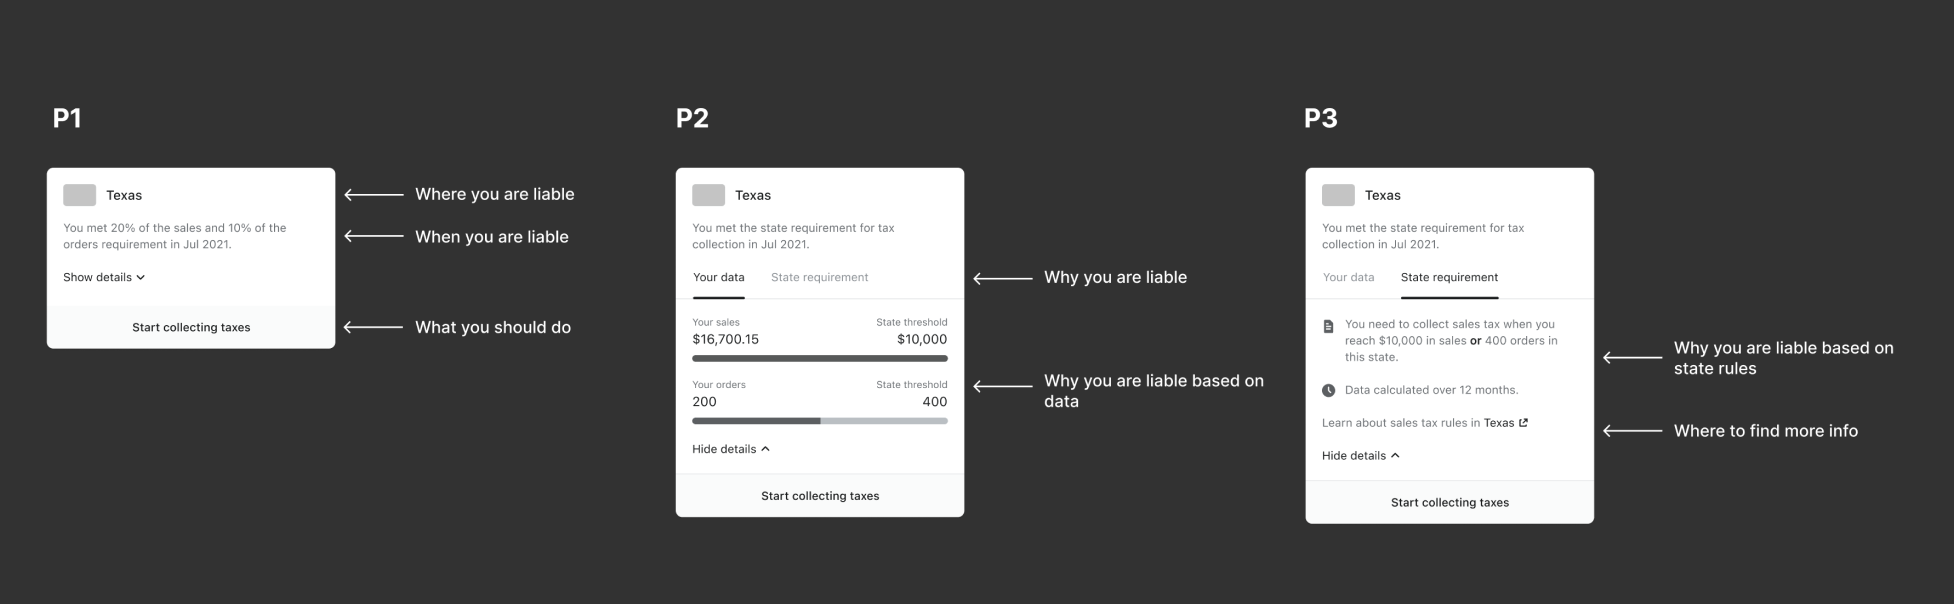 P1
Texas
You met 20% of the sales and 10% of the
orders requirement in Jul 2021.
Show details
Start collecting taxes
Where you are liable
When you are liable
What you should do
P2
Texas
You met the state requirement for tax
collection in Jul 2021.
Your data State requirement
Your sales State threshold
$16,700.15 $10,000
Your orders State threshold
200 400
Hide details
Start collecting taxes
Why you are liable
Why you are liable based on
data
P3
Texas
You met the state requirement for tax
collection in Jul 2021.
Your data State requirement
You need to collect sales tax when you
reach $10,000 in sales or 400 orders in
this state.
Data calculated over 12 months.
Learn about sales tax rules in Texas
Hide details
Start collecting taxes
Why you are liable based on
state rules
Where to find more info